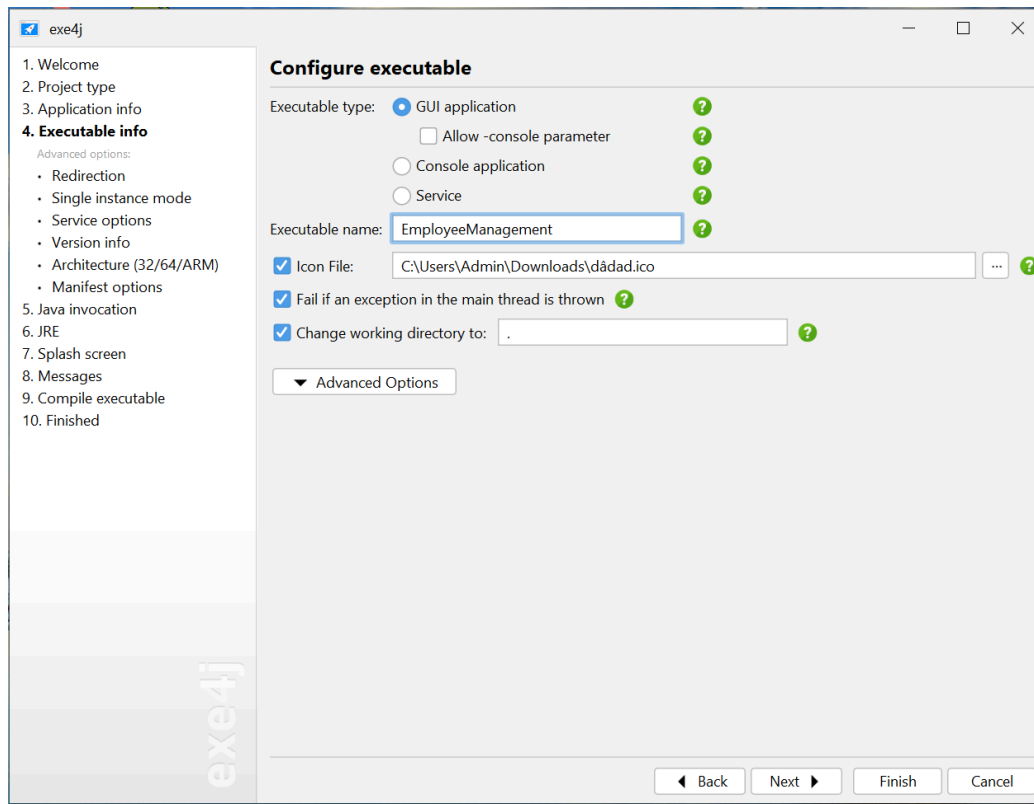 exe4j
1. Welcome
2. Project type
3. Application info
4. Executable info
Advanced options:
• Redirection
• Single instance mode
• Service options
• Version info
• Architecture (32/64/ARM)
• Manifest options
5. Java invocation
6. JRE
7. Splash screen
8. Messages
9. Compile executable
10. Finished
exe4j
Configure executable
Executable type: GUI application ?
Allow -console parameter ?
Console application ?
Service ?
Executable name: EmployeeManagement ?
Icon File: C:\Users\Admin\Downloads\dâdad.ico ... ?
Fail if an exception in the main thread is thrown ?
Change working directory to: . ?
Advanced Options
Back Next Finish Cancel